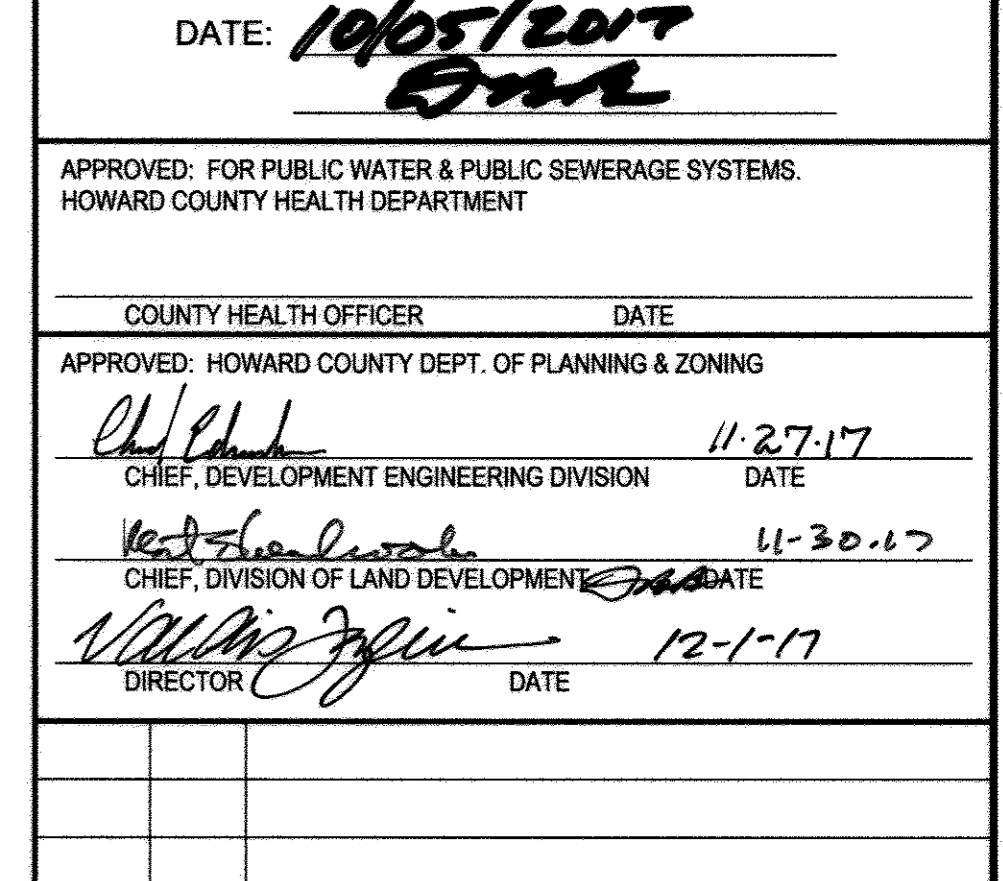 DATE: 10/05/2017
APPROVED: FOR PUBLIC WATER & PUBLIC SEWERAGE SYSTEMS.
HOWARD COUNTY HEALTH DEPARTMENT
COUNTY HEALTH OFFICER DATE
APPROVED: HOWARD COUNTY DEPT. OF PLANNING & ZONING
11.27.17
CHIEF, DEVELOPMENT ENGINEERING DIVISION DATE
11-30.17
CHIEF, DIVISION OF LAND DEVELOPMENT DATE
12-1-17
DIRECTOR DATE